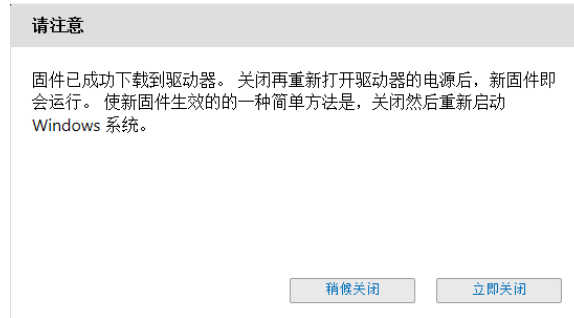 请注意
固件已成功下载到驱动器。 关闭再重新打开驱动器的电源后，新固件即
会运行。 使新固件生效的的一种简单方法是，关闭然后重新启动
Windows 系统。
稍候关闭
立即关闭